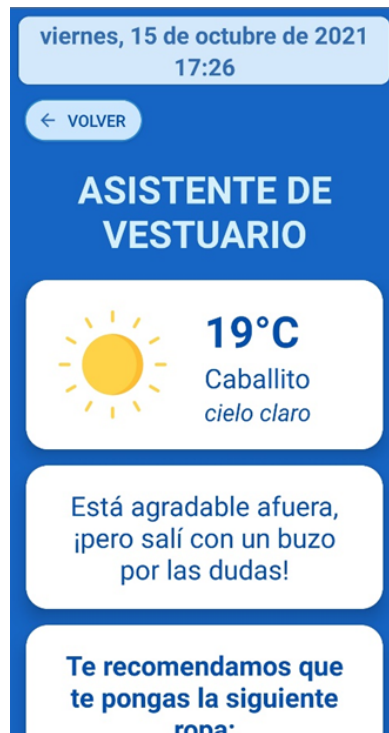 viernes, 15 de octubre de 2021
17:26
← VOLVER
ASISTENTE DE
VESTUARIO
19°C
Caballito
cielo claro
Está agradable afuera,
¡pero salí con un buzo
por las dudas!
Te recomendamos que
te pongas la siguiente
ropa: